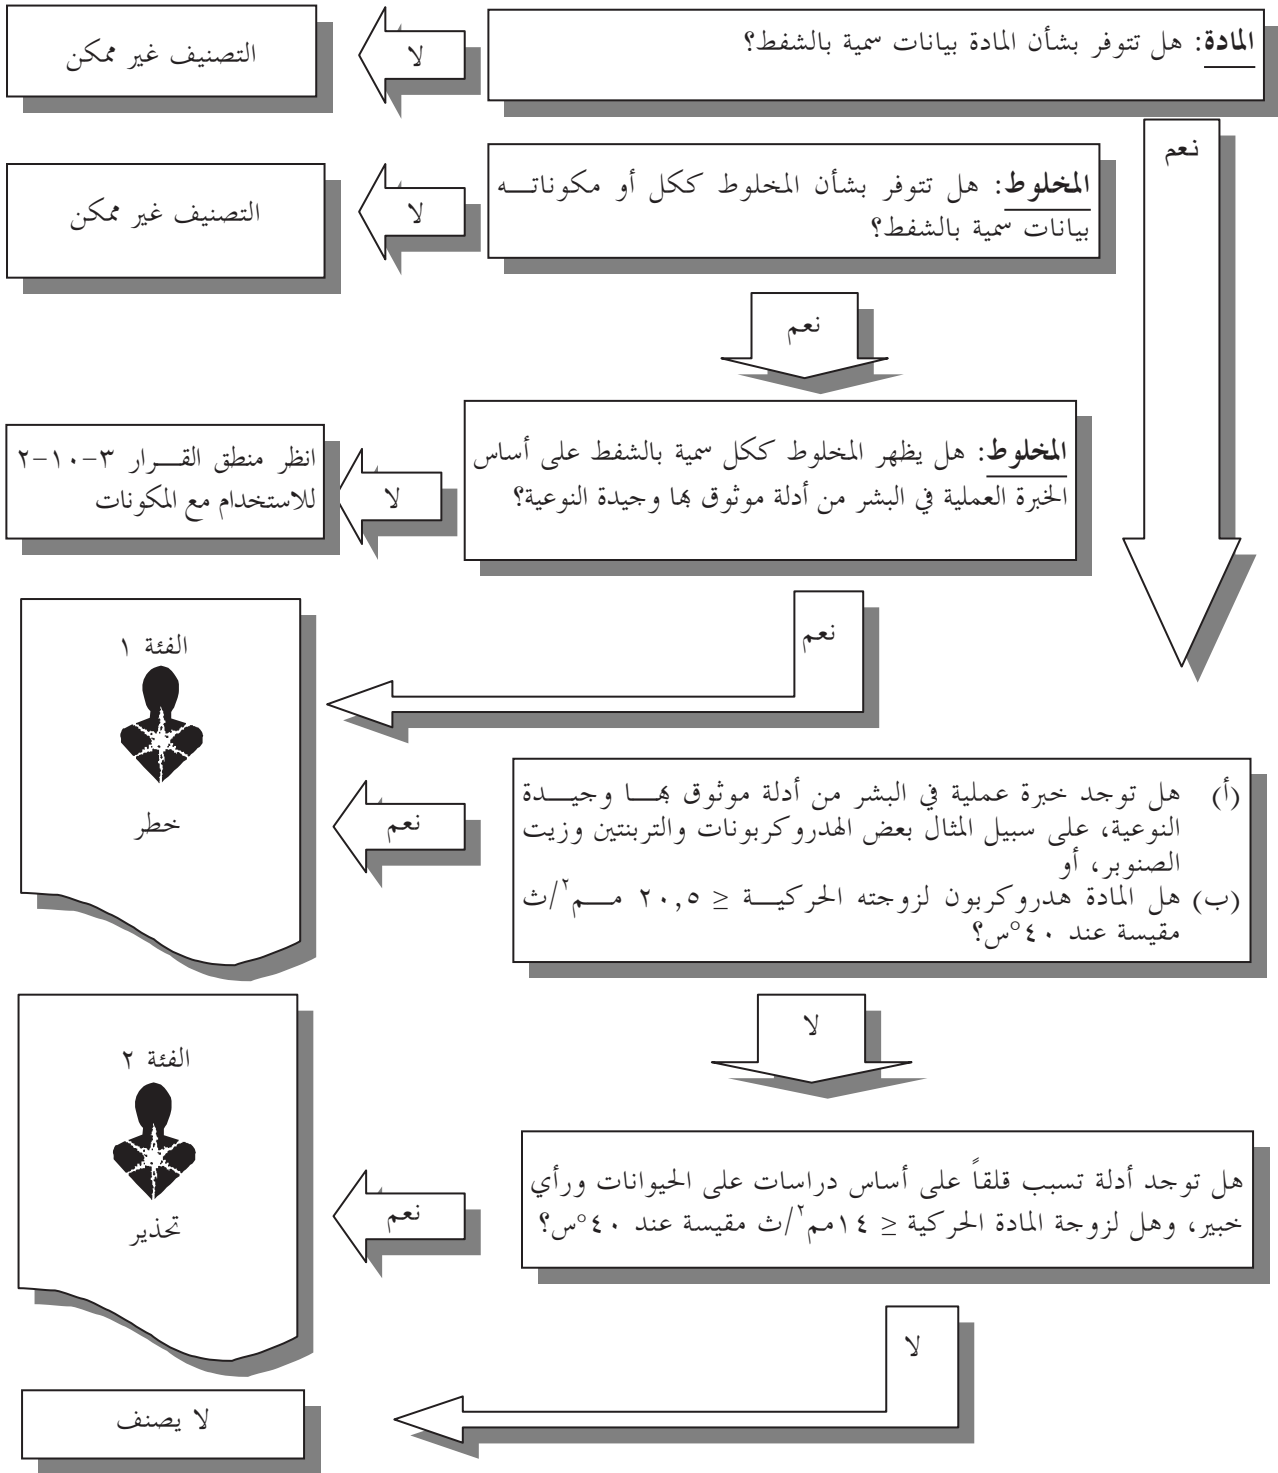 المادة: هل تتوفر بشأن المادة بيانات سمية بالشفط؟
لا
التصنيف غير ممكن
نعم
المخلوط: هل تتوفر بشأن المخلوط ككل أو مكوناته
بيانات سمية بالشفط؟
لا
التصنيف غير ممكن
نعم
المخلوط: هل يظهر المخلوط ككل سمية بالشفط على أساس
الخبرة العملية في البشر من أدلة موثوق بها وجيدة النوعية؟
لا
انظر منطق القرار ٣-١٠-٢
للاستخدام مع المكونات
نعم
الفئة ١
خطر
(أ) هل توجد خبرة عملية في البشر من أدلة موثوق بها وجيدة
النوعية، على سبيل المثال بعض الهدروكربونات والتربنتين وزيت
الصنوبر، أو
(ب) هل المادة هدروكربون لزوجته الحركية ≥ ٢٠,٥ مم٢/ث
مقيسة عند ٤٠°س؟
نعم
لا
الفئة ٢
تحذير
هل توجد أدلة تسبب قلقاً على أساس دراسات على الحيوانات ورأي
خبير، وهل لزوجة المادة الحركية ≥ ١٤مم٢/ث مقيسة عند ٤٠°س؟
نعم
لا
لا يصنف